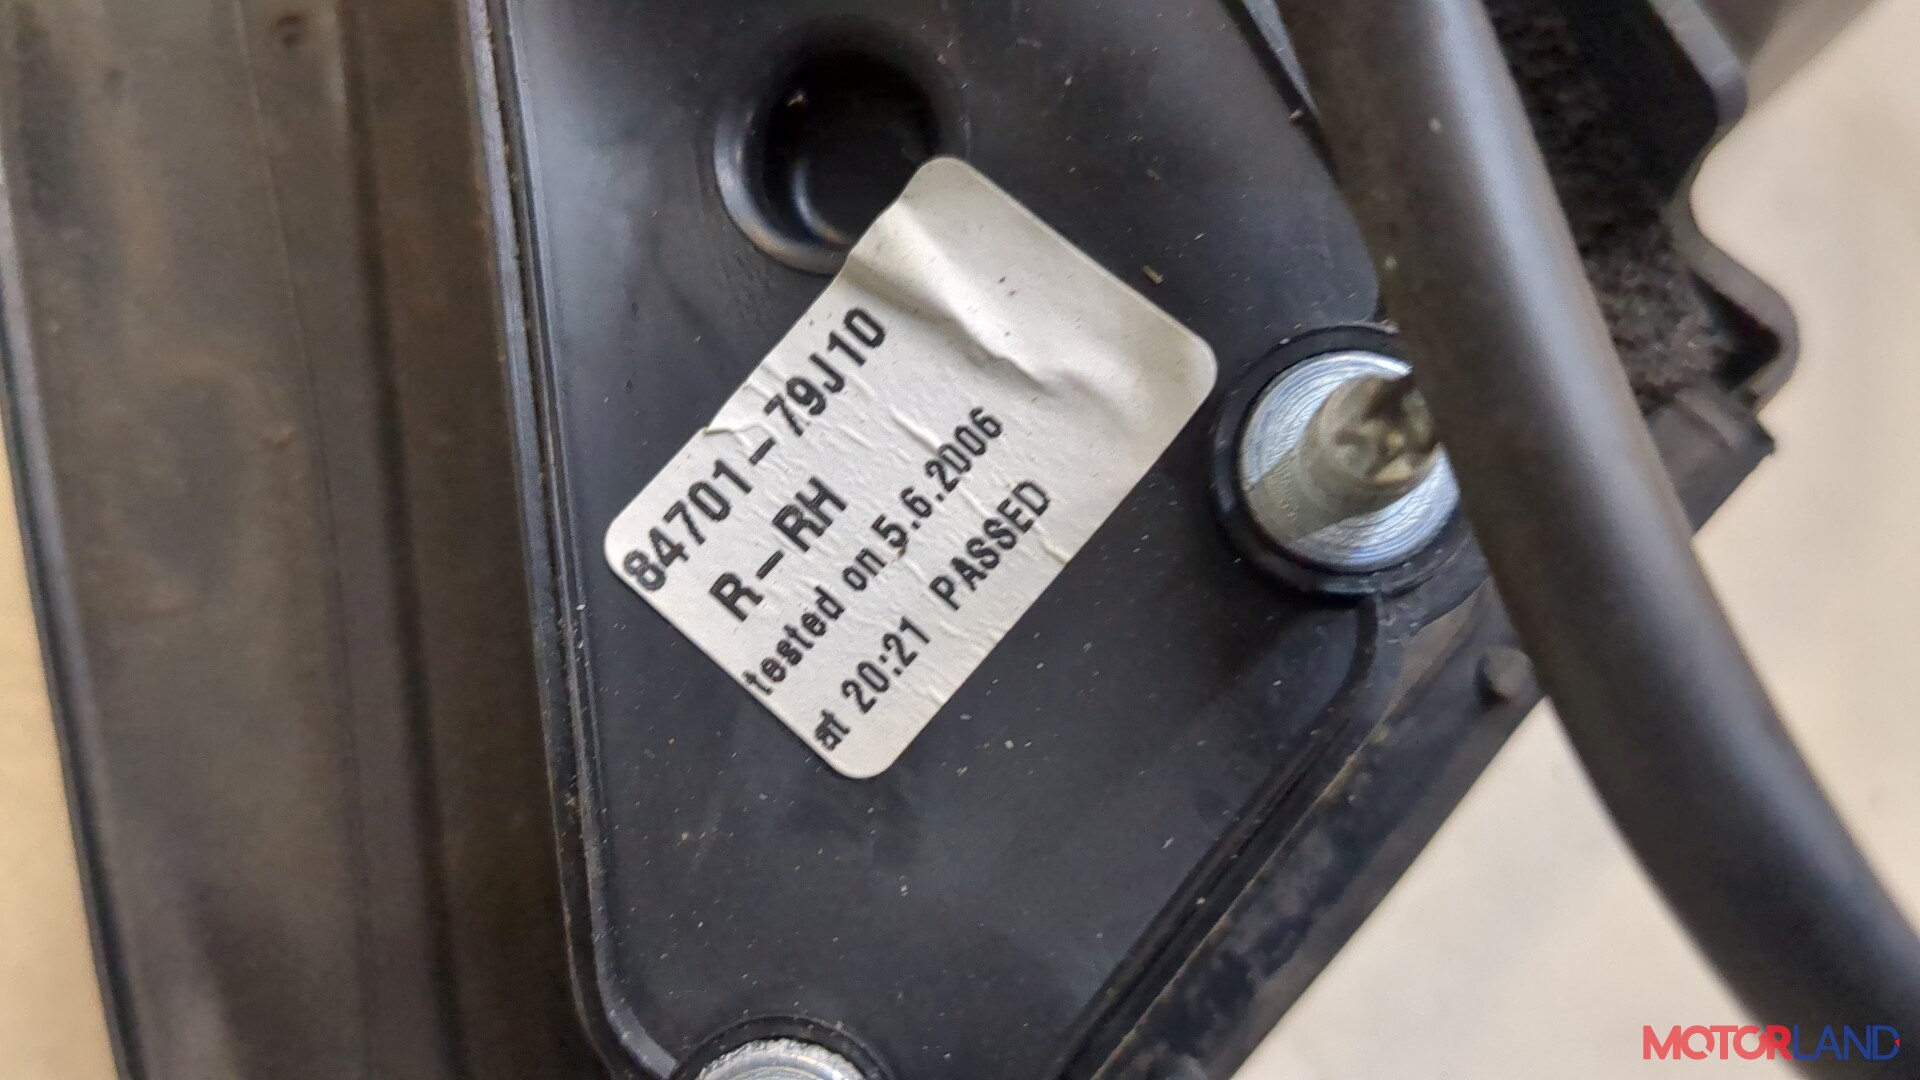 84701-79J10
R-RH
tested on 5.6.2006
at 20:21 PASSED
MOTORLAND